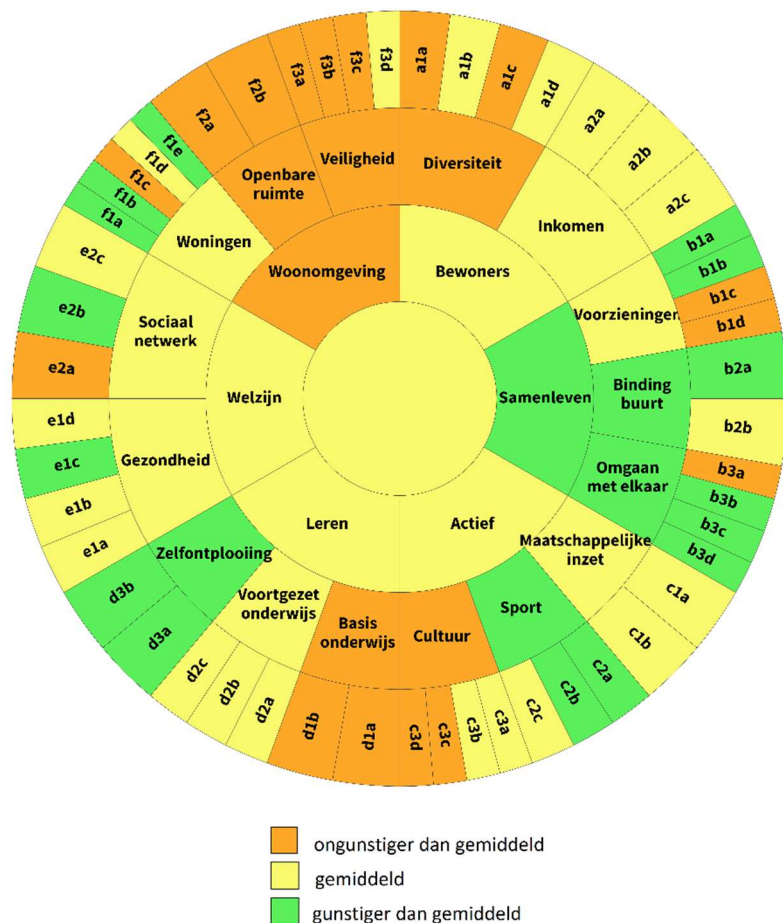 a1a
a1b
a1c
a1d
a2a
a2b
a2c
b1a
b1b
b1c
b1d
b2a
b2b
b3a
b3b
b3c
b3d
c1a
c1b
c2a
c2b
c2c
c3a
c3b
c3c
c3d
d1a
d1b
d2a
d2b
d2c
d3a
d3b
e1a
e1b
e1c
e1d
e2a
e2b
e2c
f1a
f1b
f1c
f1d
f1e
f2a
f2b
f3a
f3b
f3c
f3d
Diversiteit
Inkomen
Voorzieningen
Binding
buurt
Omgaan
met elkaar
Maatschappelijke
inzet
Sport
Cultuur
Basis
onderwijs
Voortgezet
onderwijs
Zelfontplooiing
Gezondheid
Sociaal
netwerk
Woningen
Openbare
ruimte
Veiligheid
Bewoners
Samenleven
Actief
Leren
Welzijn
Woonomgeving
ongunstiger dan gemiddeld
gemiddeld
gunstiger dan gemiddeld